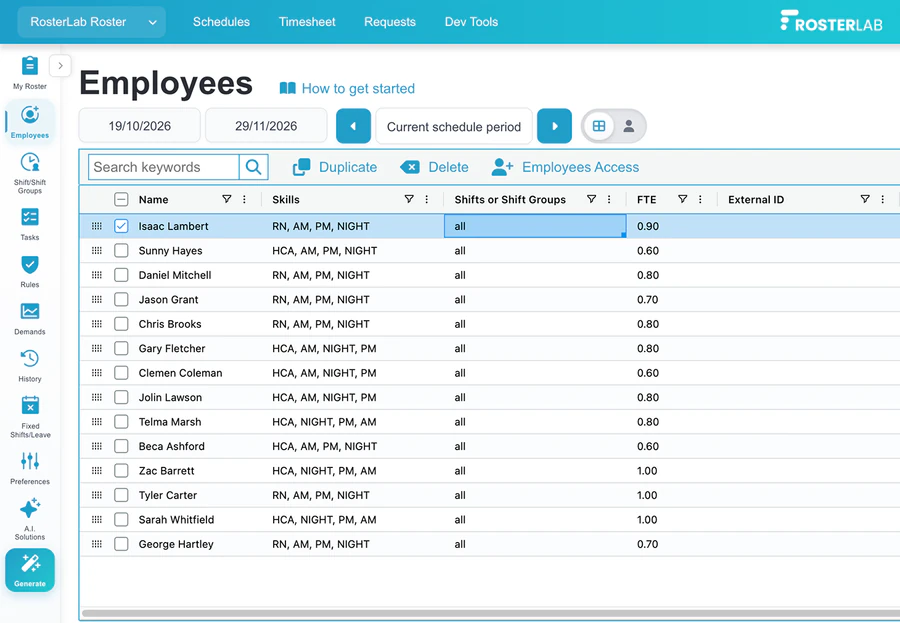 RosterLab Roster Schedules Timesheet Requests Dev Tools ROSTERLAB
My Roster
Employees
Shift/Shift
Groups
Tasks
Rules
Demands
History
Fixed
Shifts/Leave
Preferences
A.I.
Solutions
Generate
Employees How to get started
19/10/2026 29/11/2026 Current schedule period
Search keywords Duplicate Delete Employees Access
Name Skills Shifts or Shift Groups FTE External ID
Isaac Lambert RN, AM, PM, NIGHT all 0.90
Sunny Hayes HCA, AM, PM, NIGHT all 0.60
Daniel Mitchell RN, AM, PM, NIGHT all 0.80
Jason Grant RN, AM, PM, NIGHT all 0.70
Chris Brooks RN, AM, PM, NIGHT all 0.80
Gary Fletcher HCA, AM, NIGHT, PM all 0.80
Clemen Coleman HCA, AM, NIGHT, PM all 0.60
Jolin Lawson HCA, AM, NIGHT, PM all 0.80
Telma Marsh HCA, NIGHT, PM, AM all 0.80
Beca Ashford HCA, AM, PM, NIGHT all 0.60
Zac Barrett HCA, NIGHT, PM, AM all 1.00
Tyler Carter RN, AM, PM, NIGHT all 1.00
Sarah Whitfield HCA, NIGHT, PM, AM all 1.00
George Hartley RN, AM, PM, NIGHT all 0.70